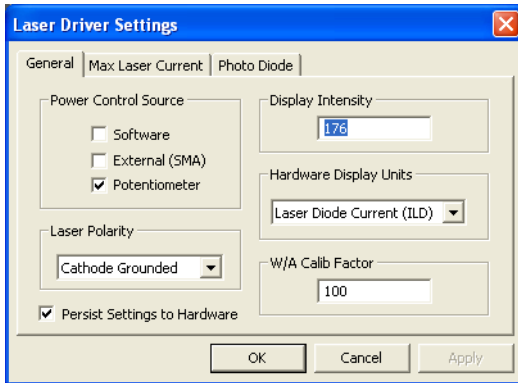 Laser Driver Settings
General Max Laser Current Photo Diode
Power Control Source
Software
External (SMA)
Potentiometer
Laser Polarity
Cathode Grounded
Persist Settings to Hardware
Display Intensity
176
Hardware Display Units
Laser Diode Current (ILD)
W/A Calib Factor
100
OK Cancel Apply